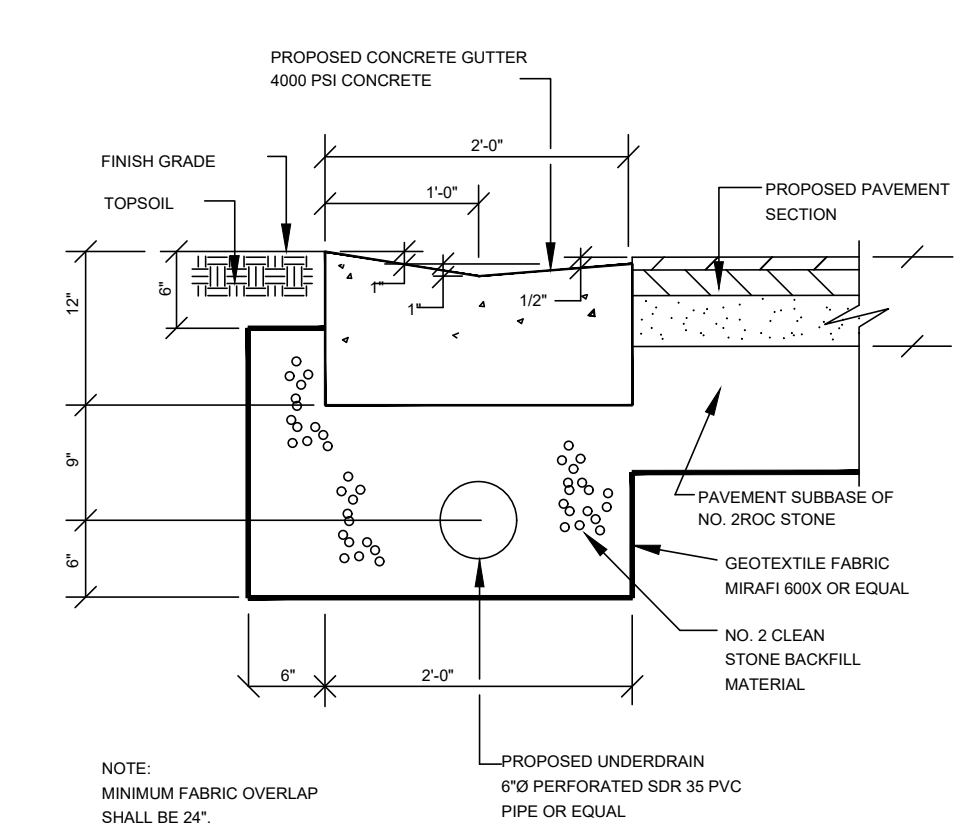 PROPOSED CONCRETE GUTTER
4000 PSI CONCRETE
2'-0"
FINISH GRADE
1'-0"
TOPSOIL
PROPOSED PAVEMENT
SECTION
12"
6"
1"
1"
1/2"
9"
6"
PAVEMENT SUBBASE OF
NO. 2ROC STONE
GEOTEXTILE FABRIC
MIRAFI 600X OR EQUAL
NO. 2 CLEAN
STONE BACKFILL
MATERIAL
6"
2'-0"
PROPOSED UNDERDRAIN
6"Ø PERFORATED SDR 35 PVC
PIPE OR EQUAL
NOTE:
MINIMUM FABRIC OVERLAP
SHALL BE 24".